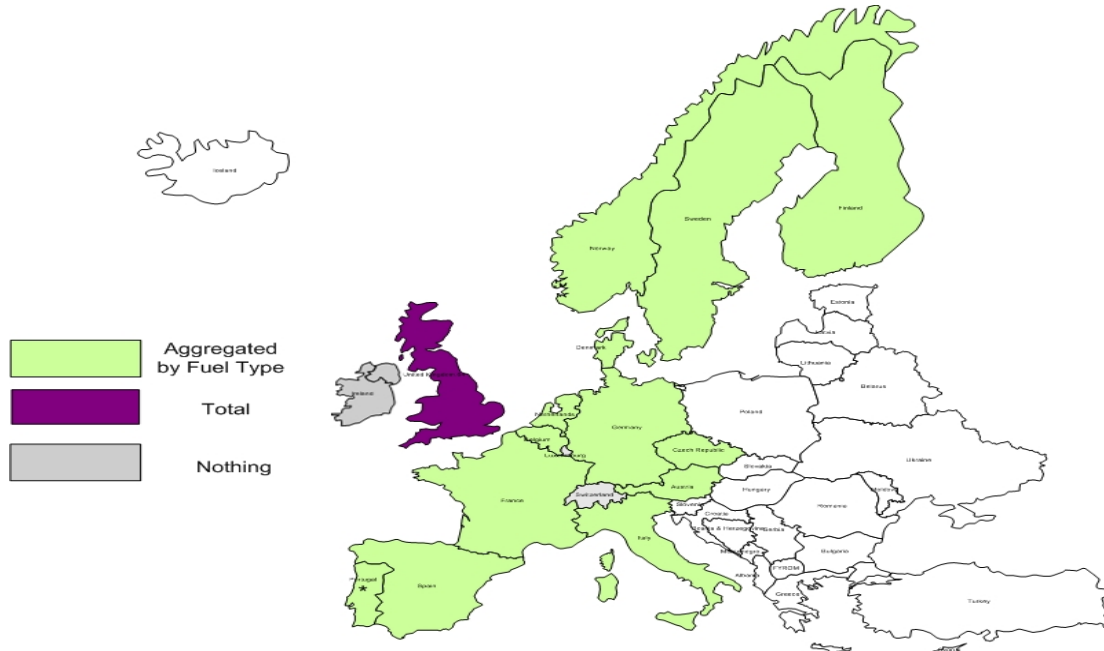 Iceland
Norway
Sweden
Finland
Estonia
Latvia
Lithuania
Belarus
Denmark
United Kingdom
Ireland
Netherlands
Belgium
Luxembourg
Germany
Poland
Czech Republic
Slovakia
Ukraine
Moldova
France
Switzerland
Austria
Hungary
Romania
Slovenia
Croatia
Bosnia & Herzegovina
Serbia
Montenegro
Bulgaria
Italy
Albania
FYROM
Greece
Turkey
Portugal
*
Spain
Aggregated
by Fuel Type
Total
Nothing